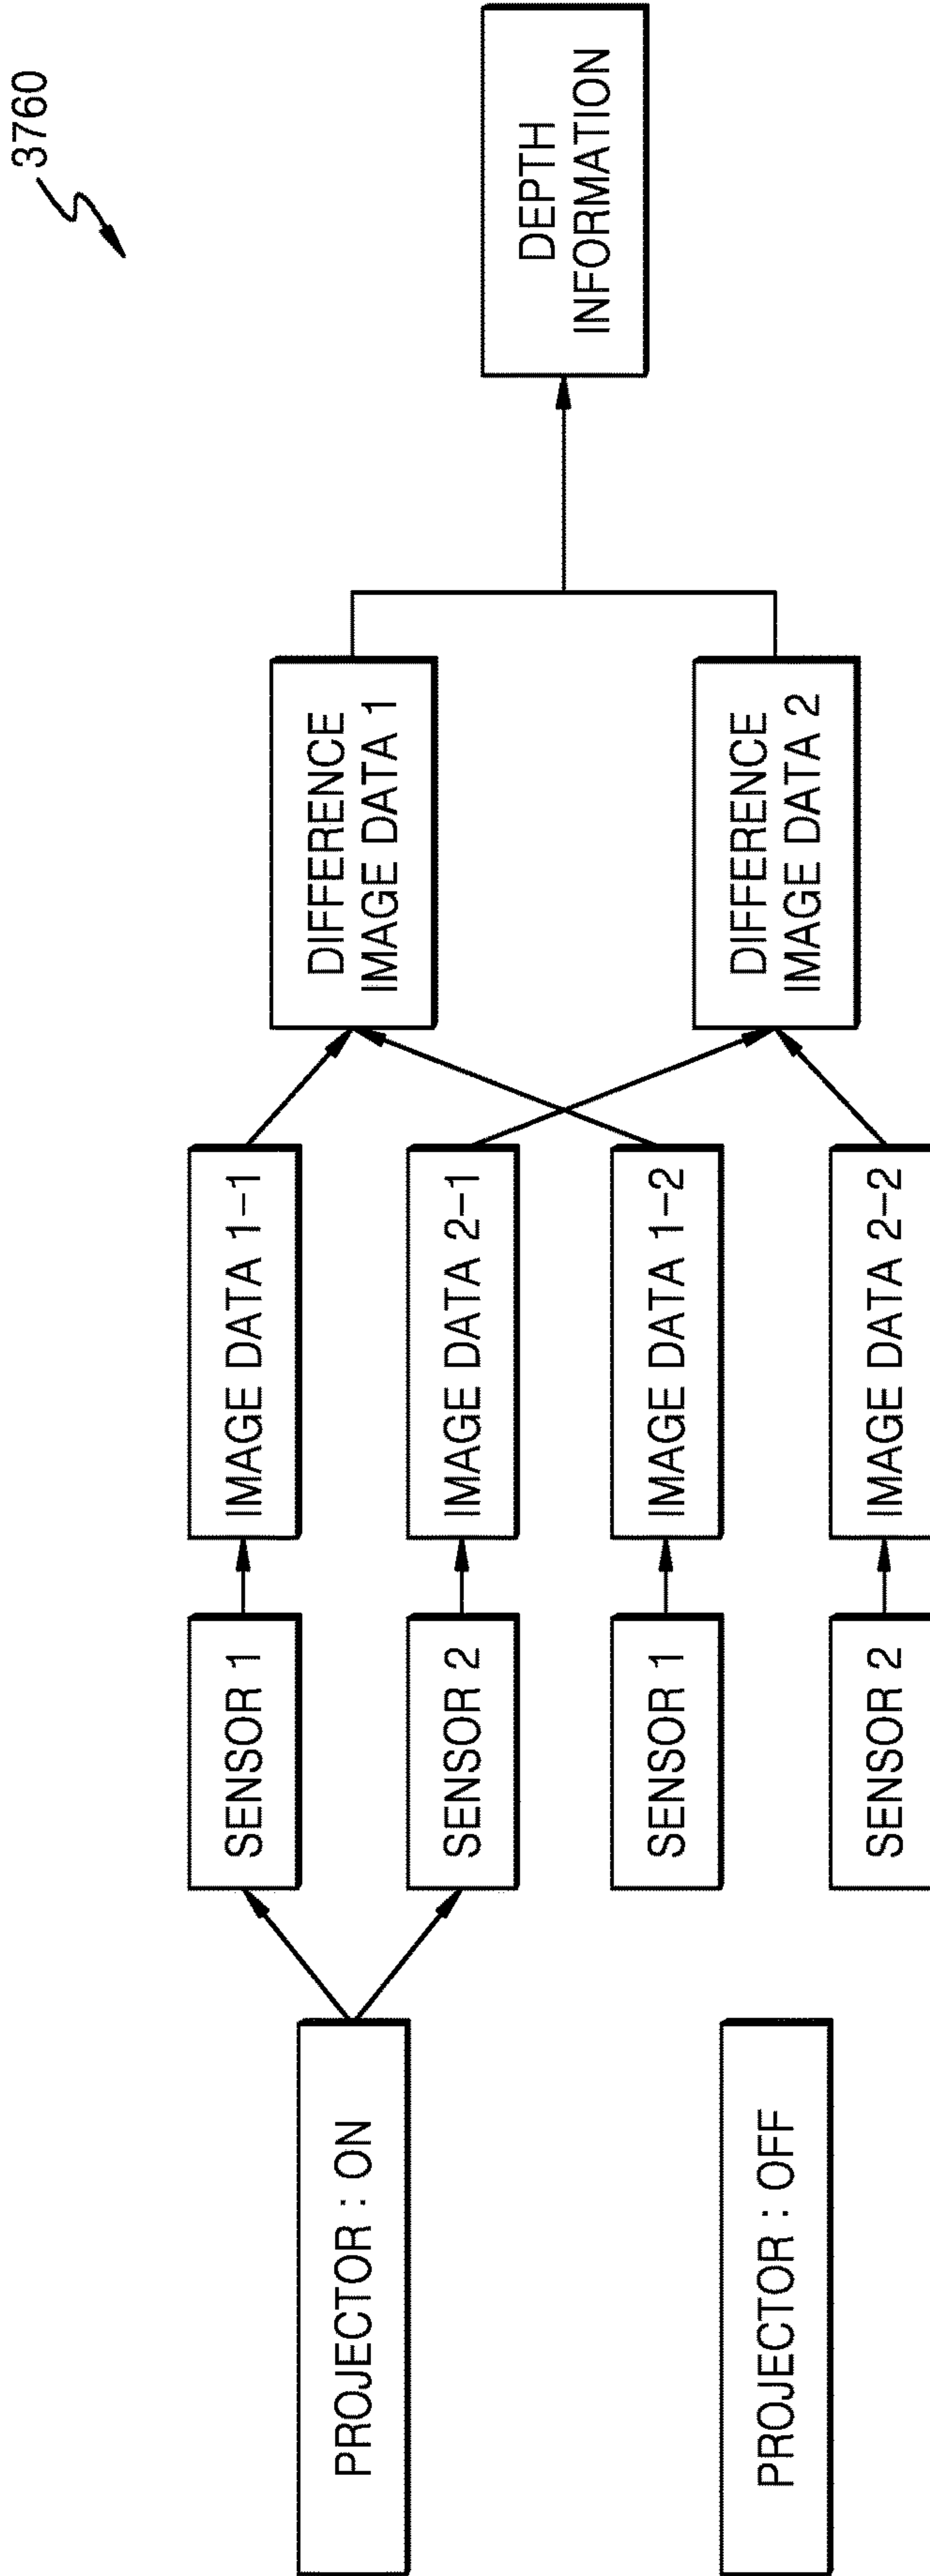 3760
PROJECTOR : ON
PROJECTOR : OFF
SENSOR 1
SENSOR 2
SENSOR 1
SENSOR 2
IMAGE DATA 1-1
IMAGE DATA 2-1
IMAGE DATA 1-2
IMAGE DATA 2-2
DIFFERENCE
IMAGE DATA 1
DIFFERENCE
IMAGE DATA 2
DEPTH
INFORMATION